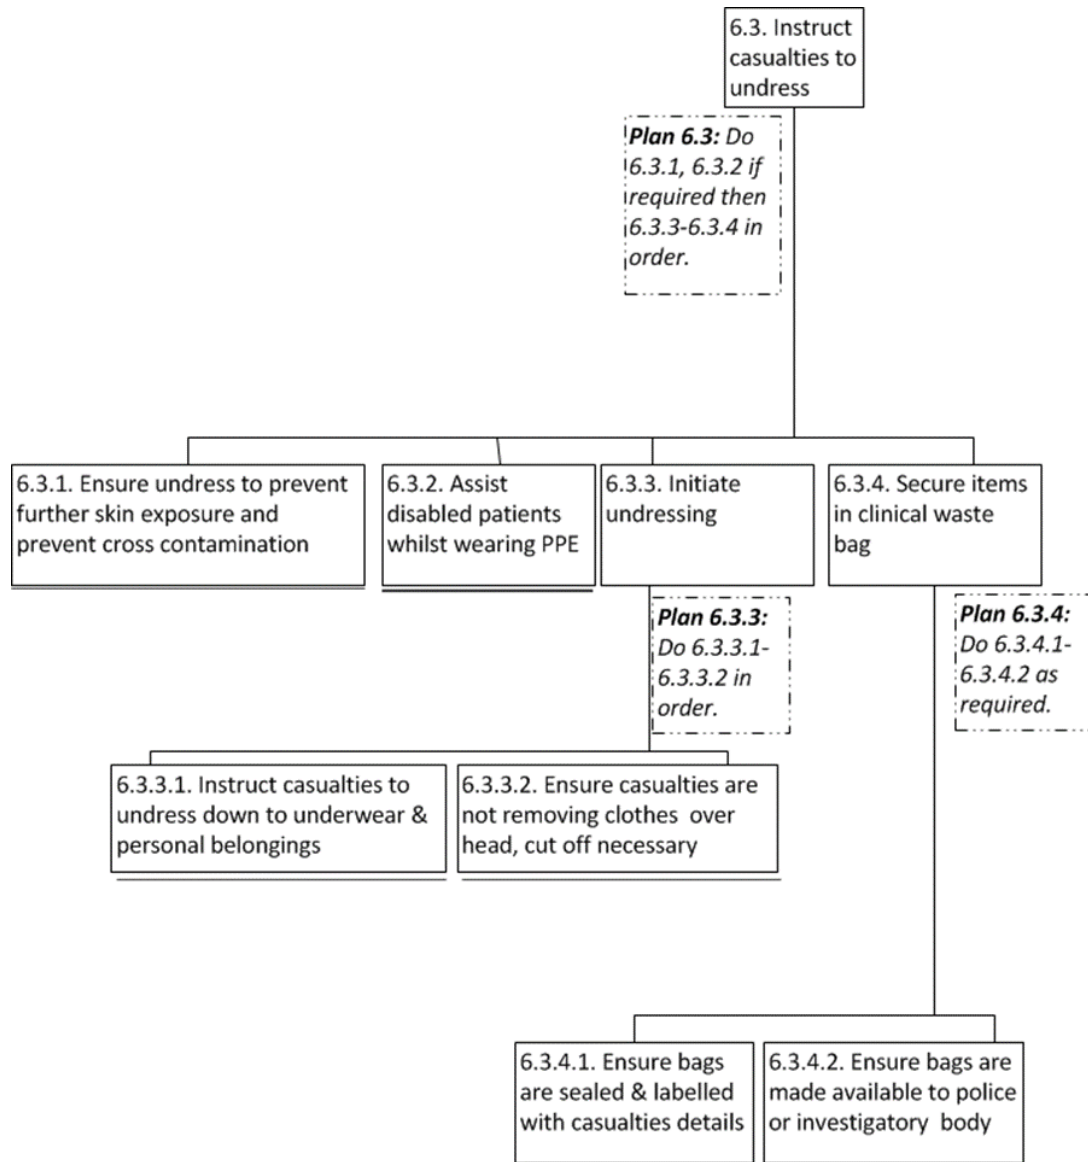 6.3. Instruct
casualties to
undress
Plan 6.3: Do
6.3.1, 6.3.2 if
required then
6.3.3-6.3.4 in
order.
6.3.1. Ensure undress to prevent
further skin exposure and
prevent cross contamination
6.3.2. Assist
disabled patients
whilst wearing PPE
6.3.3. Initiate
undressing
6.3.4. Secure items
in clinical waste
bag
Plan 6.3.3:
Do 6.3.3.1-
6.3.3.2 in
order.
Plan 6.3.4:
Do 6.3.4.1-
6.3.4.2 as
required.
6.3.3.1. Instruct casualties to
undress down to underwear &
personal belongings
6.3.3.2. Ensure casualties are
not removing clothes over
head, cut off necessary
6.3.4.1. Ensure bags
are sealed & labelled
with casualties details
6.3.4.2. Ensure bags are
made available to police
or investigatory body